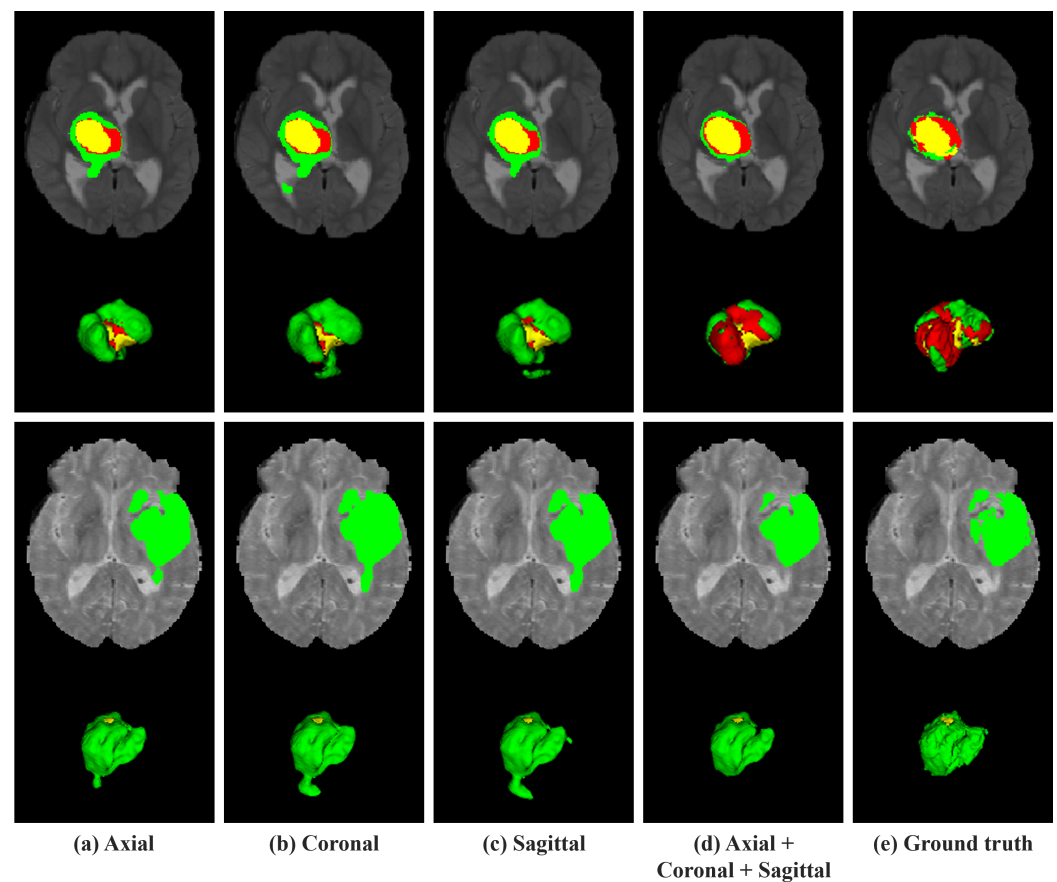 (a) Axial
(b) Coronal
(c) Sagittal
(d) Axial +
Coronal + Sagittal
(e) Ground truth